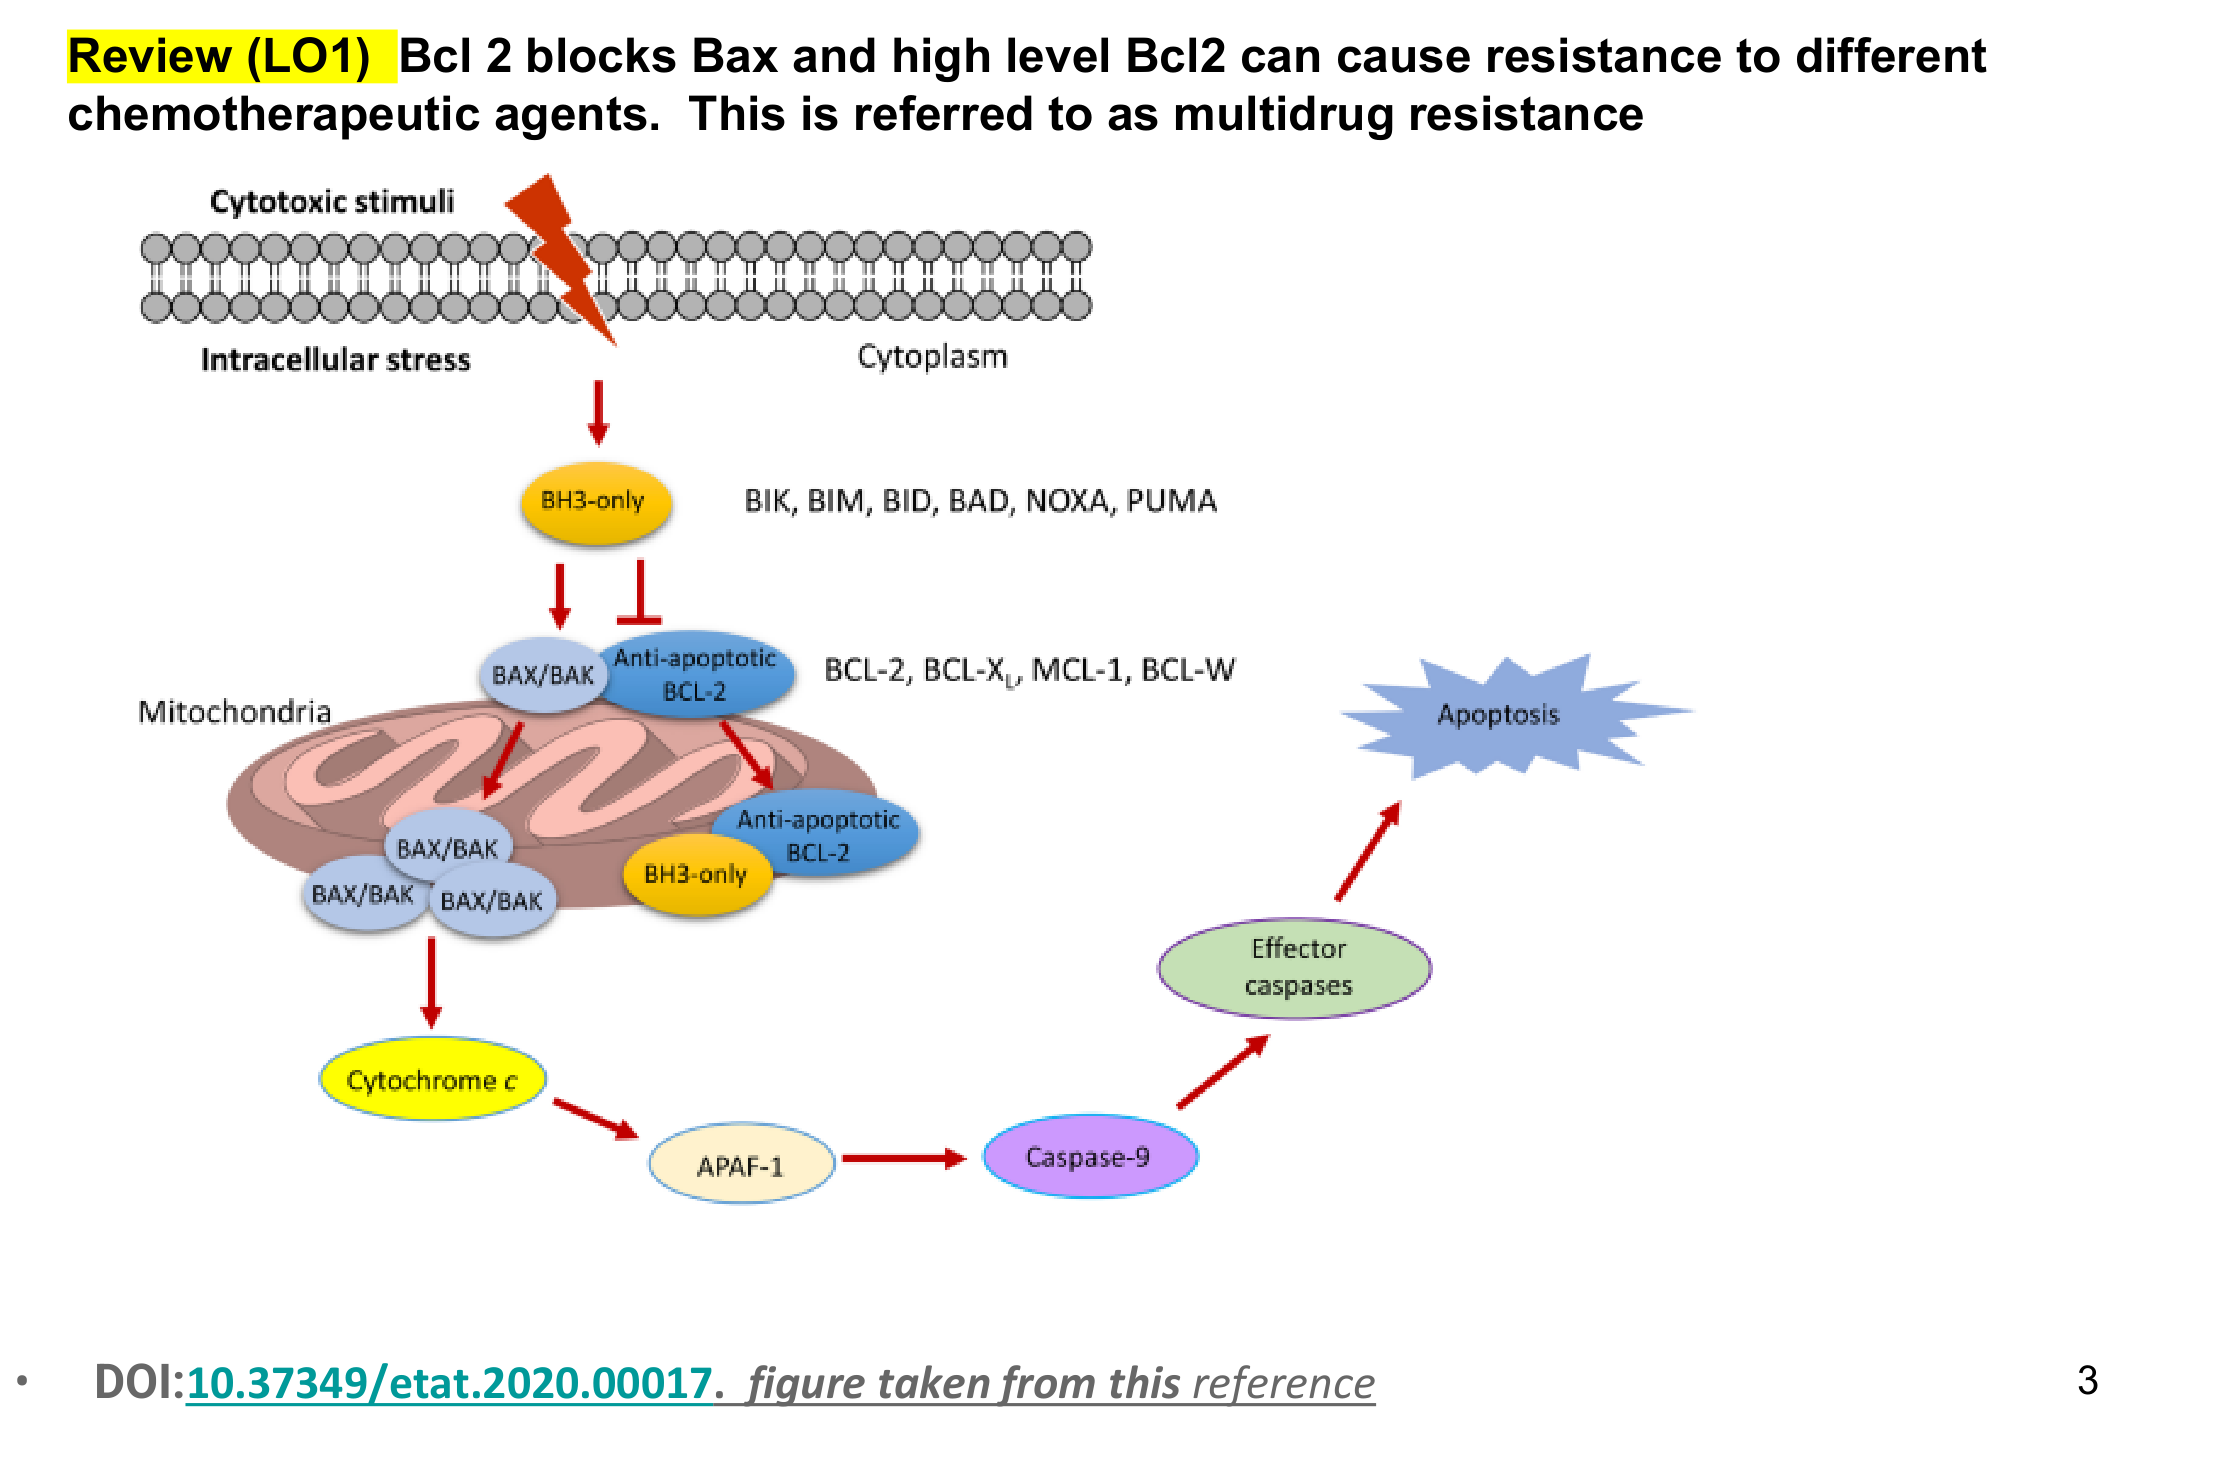 Review (LO1)  Bcl 2 blocks Bax and high level Bcl2 can cause resistance to different
chemotherapeutic agents.  This is referred to as multidrug resistance
Cytotoxic stimuli
Intracellular stress
Cytoplasm
BH3-only
BIK, BIM, BID, BAD, NOXA, PUMA
BAX/BAK
Anti-apoptotic
BCL-2
BCL-2, BCL-XL, MCL-1, BCL-W
Mitochondria
Apoptosis
BAX/BAK
BAX/BAK
BAX/BAK
Anti-apoptotic
BCL-2
BH3-only
Effector
caspases
Cytochrome c
APAF-1
Caspase-9
• DOI:10.37349/etat.2020.00017.  figure taken from this reference
3